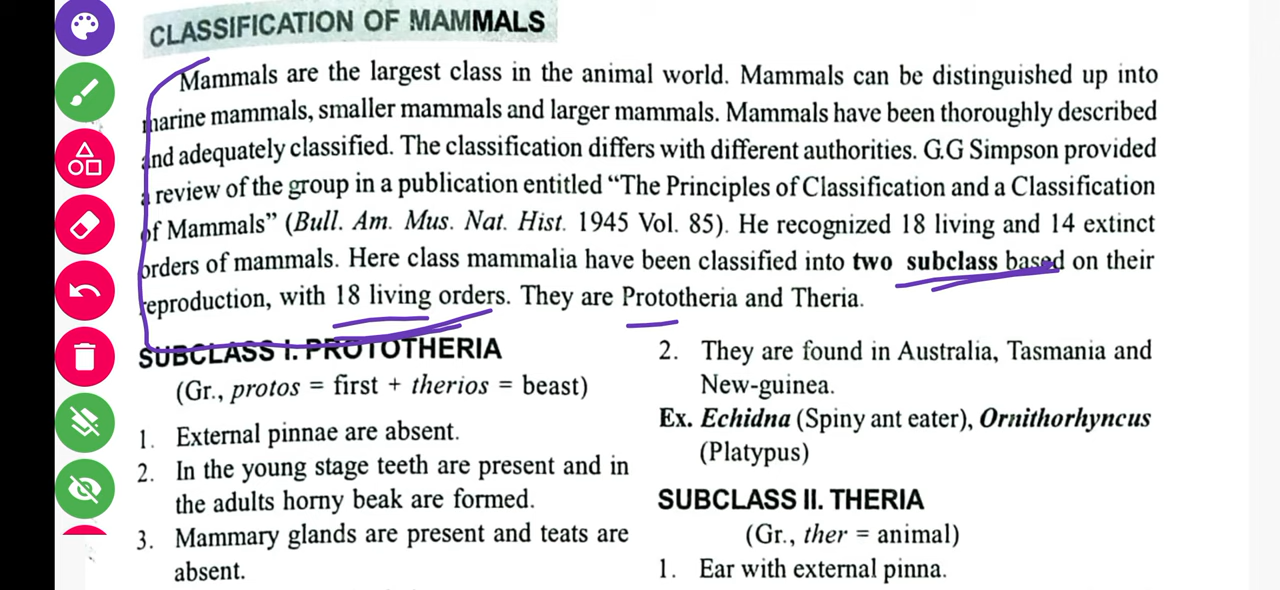 CLASSIFICATION OF MAMMALS
Mammals are the largest class in the animal world. Mammals can be distinguished up into
marine mammals, smaller mammals and larger mammals. Mammals have been thoroughly described
and adequately classified. The classification differs with different authorities. G.G Simpson provided
a review of the group in a publication entitled “The Principles of Classification and a Classification
of Mammals” (Bull. Am. Mus. Nat. Hist. 1945 Vol. 85). He recognized 18 living and 14 extinct
orders of mammals. Here class mammalia have been classified into two subclass based on their
reproduction, with 18 living orders. They are Prototheria and Theria.
SUBCLASS I. PROTOTHERIA
(Gr., protos = first + therios = beast)
1. External pinnae are absent.
2. In the young stage teeth are present and in
the adults horny beak are formed.
3. Mammary glands are present and teats are
absent.
2. They are found in Australia, Tasmania and
New-guinea.
Ex. Echidna (Spiny ant eater), Ornithorhyncus
(Platypus)
SUBCLASS II. THERIA
(Gr., ther = animal)
1. Ear with external pinna.